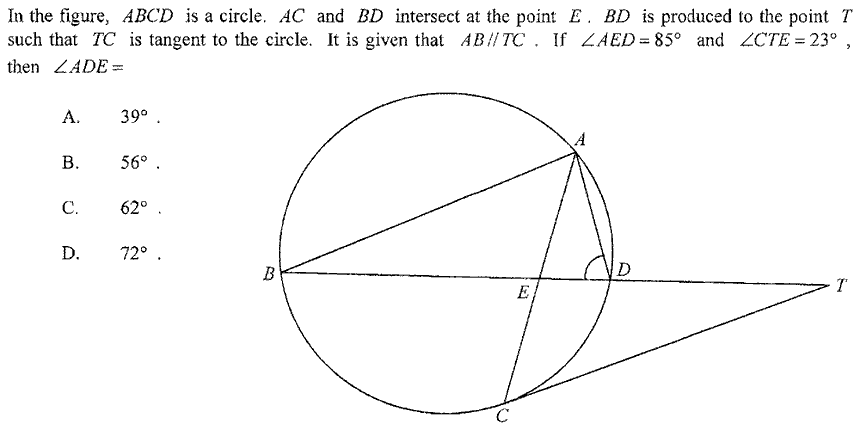 In the figure, ABCD is a circle. AC and BD intersect at the point E . BD is produced to the point T
such that TC is tangent to the circle. It is given that AB//TC . If ∠AED = 85° and ∠CTE = 23° ,
then ∠ADE =
A. 39° .
B. 56° .
C. 62° .
D. 72° .
A
B
D
E
T
C